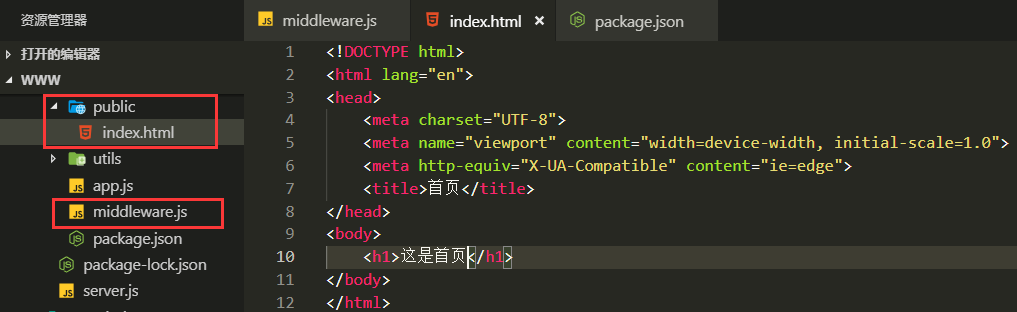 资源管理器
打开的编辑器
WWW
public
index.html
utils
app.js
middleware.js
package.json
package-lock.json
server.js
middleware.js index.html × package.json
1 <!DOCTYPE html>
2 <html lang="en">
3 <head>
4 <meta charset="UTF-8">
5 <meta name="viewport" content="width=device-width, initial-scale=1.0">
6 <meta http-equiv="X-UA-Compatible" content="ie=edge">
7 <title>首页</title>
8 </head>
9 <body>
10 <h1>这是首页</h1>
11 </body>
12 </html>